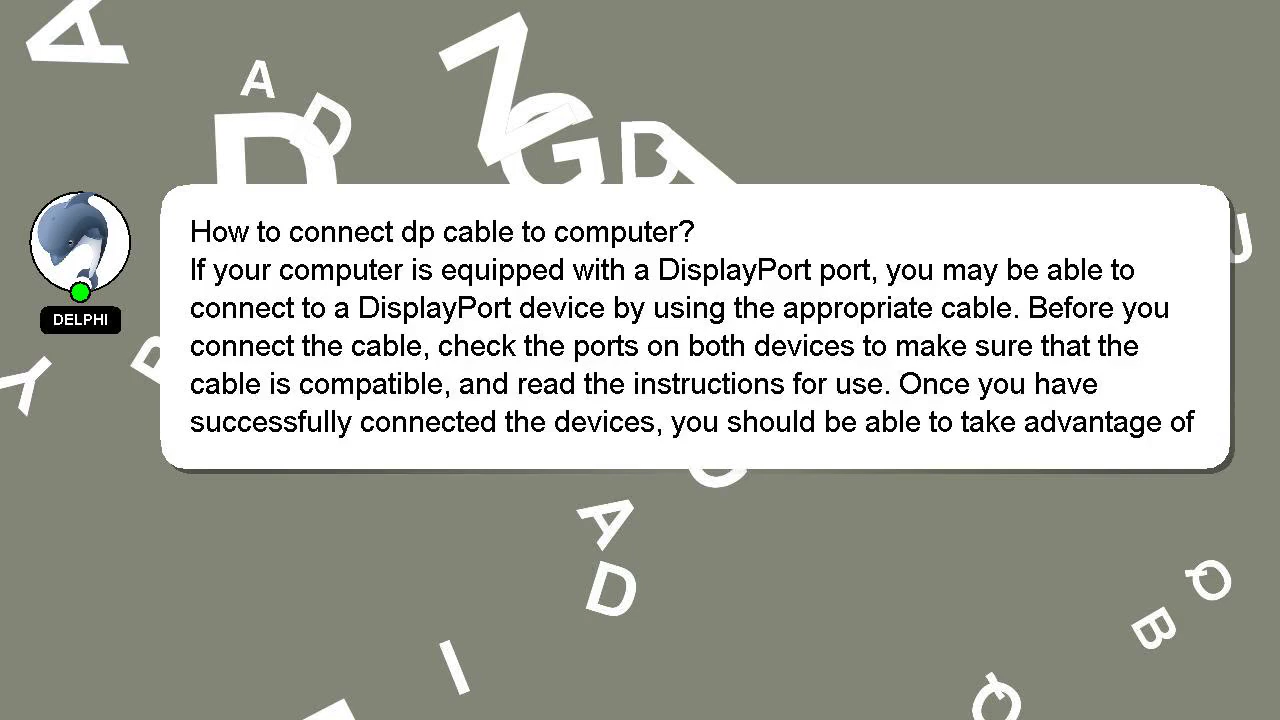 A
A
D
D
Z
G
D
J
DELPHI
How to connect dp cable to computer?
If your computer is equipped with a DisplayPort port, you may be able to
connect to a DisplayPort device by using the appropriate cable. Before you
connect the cable, check the ports on both devices to make sure that the
cable is compatible, and read the instructions for use. Once you have
successfully connected the devices, you should be able to take advantage of
Y
A
D
I
Q
B
Q